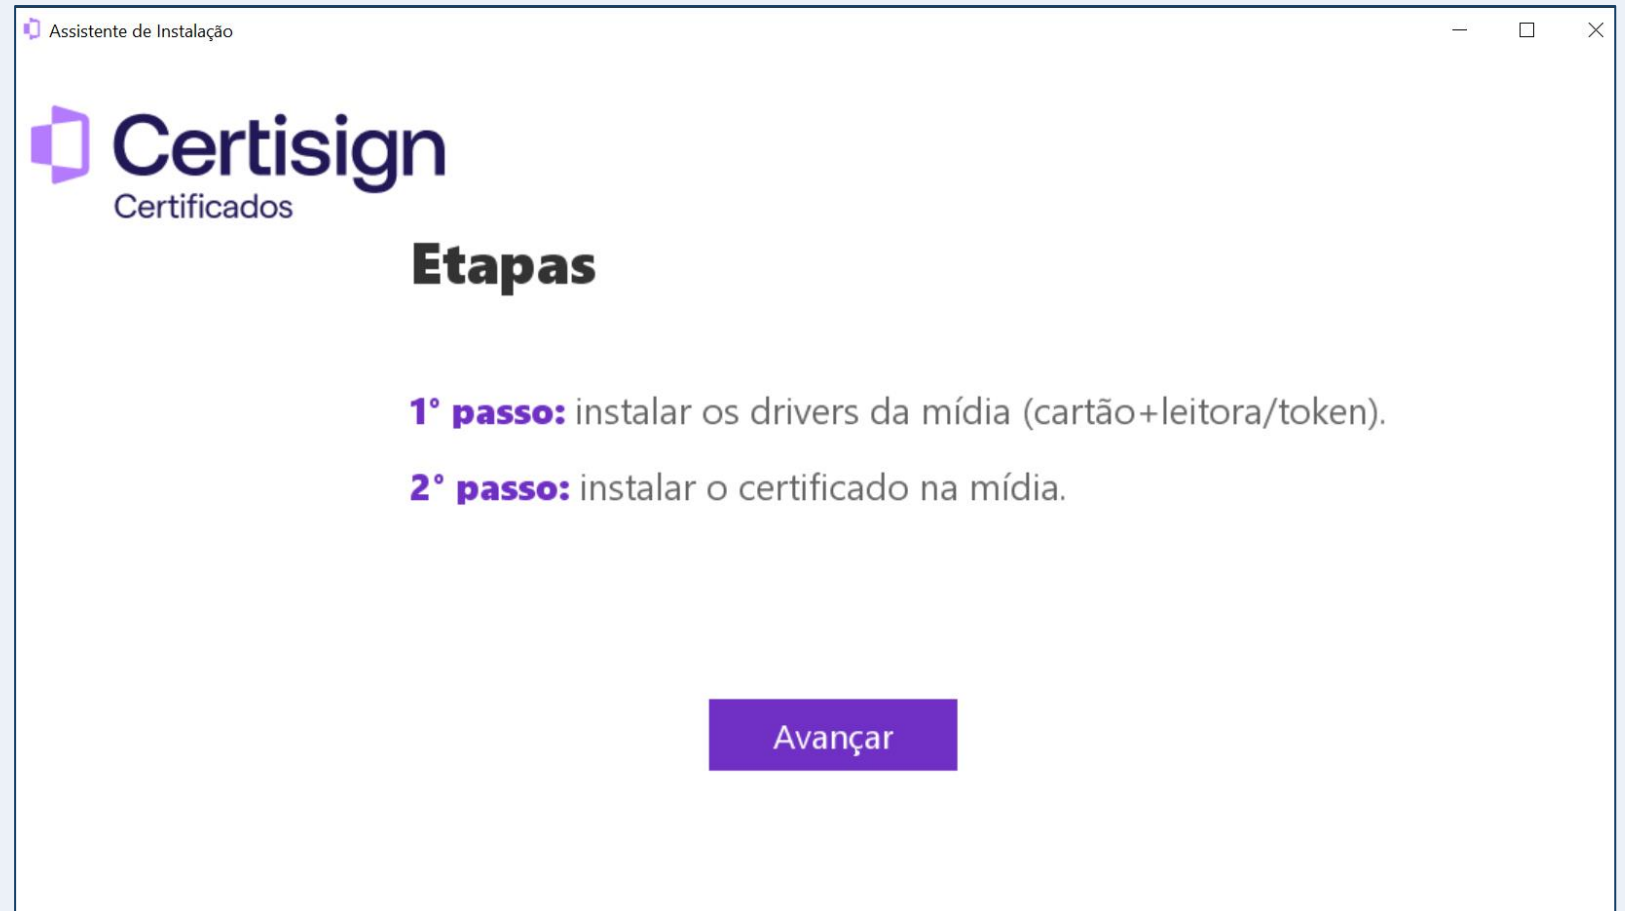 Assistente de Instalação
Certisign
Certificados
Etapas
1° passo: instalar os drivers da mídia (cartão+leitora/token).
2° passo: instalar o certificado na mídia.
Avançar